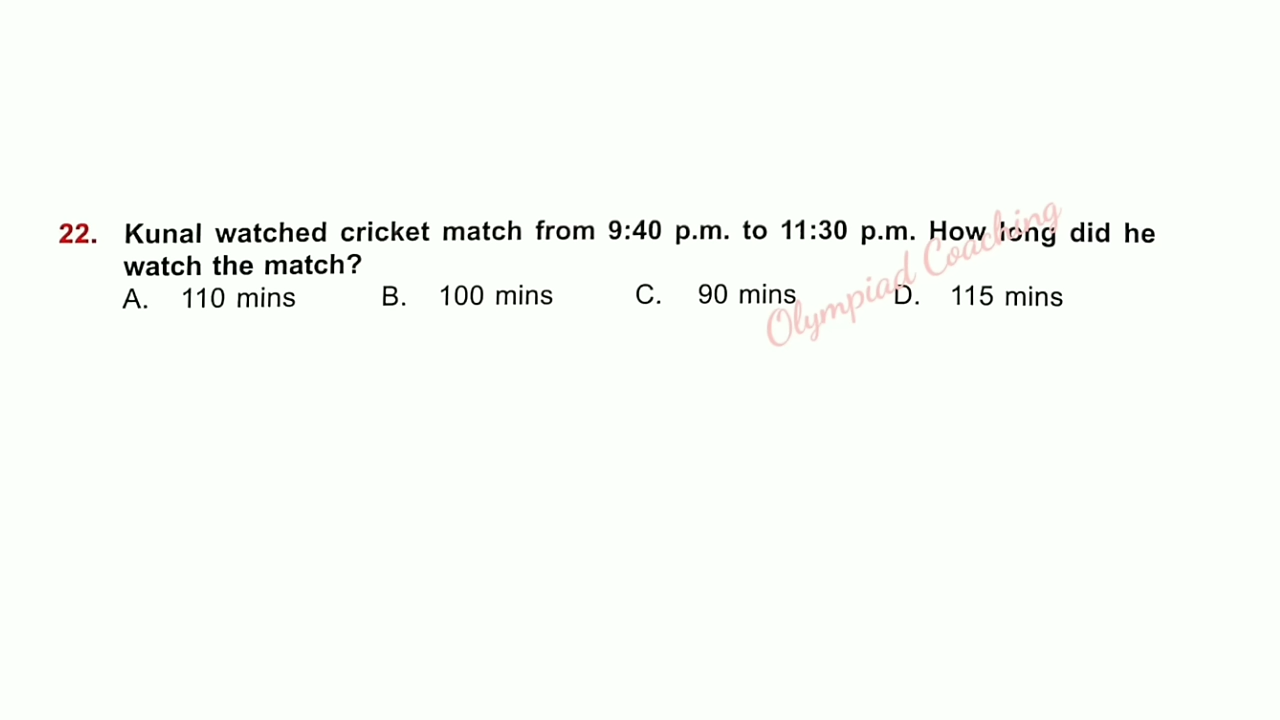 22. Kunal watched cricket match from 9:40 p.m. to 11:30 p.m. How long did he
watch the match?
A. 110 mins B. 100 mins C. 90 mins D. 115 mins
Olympiad Coaching